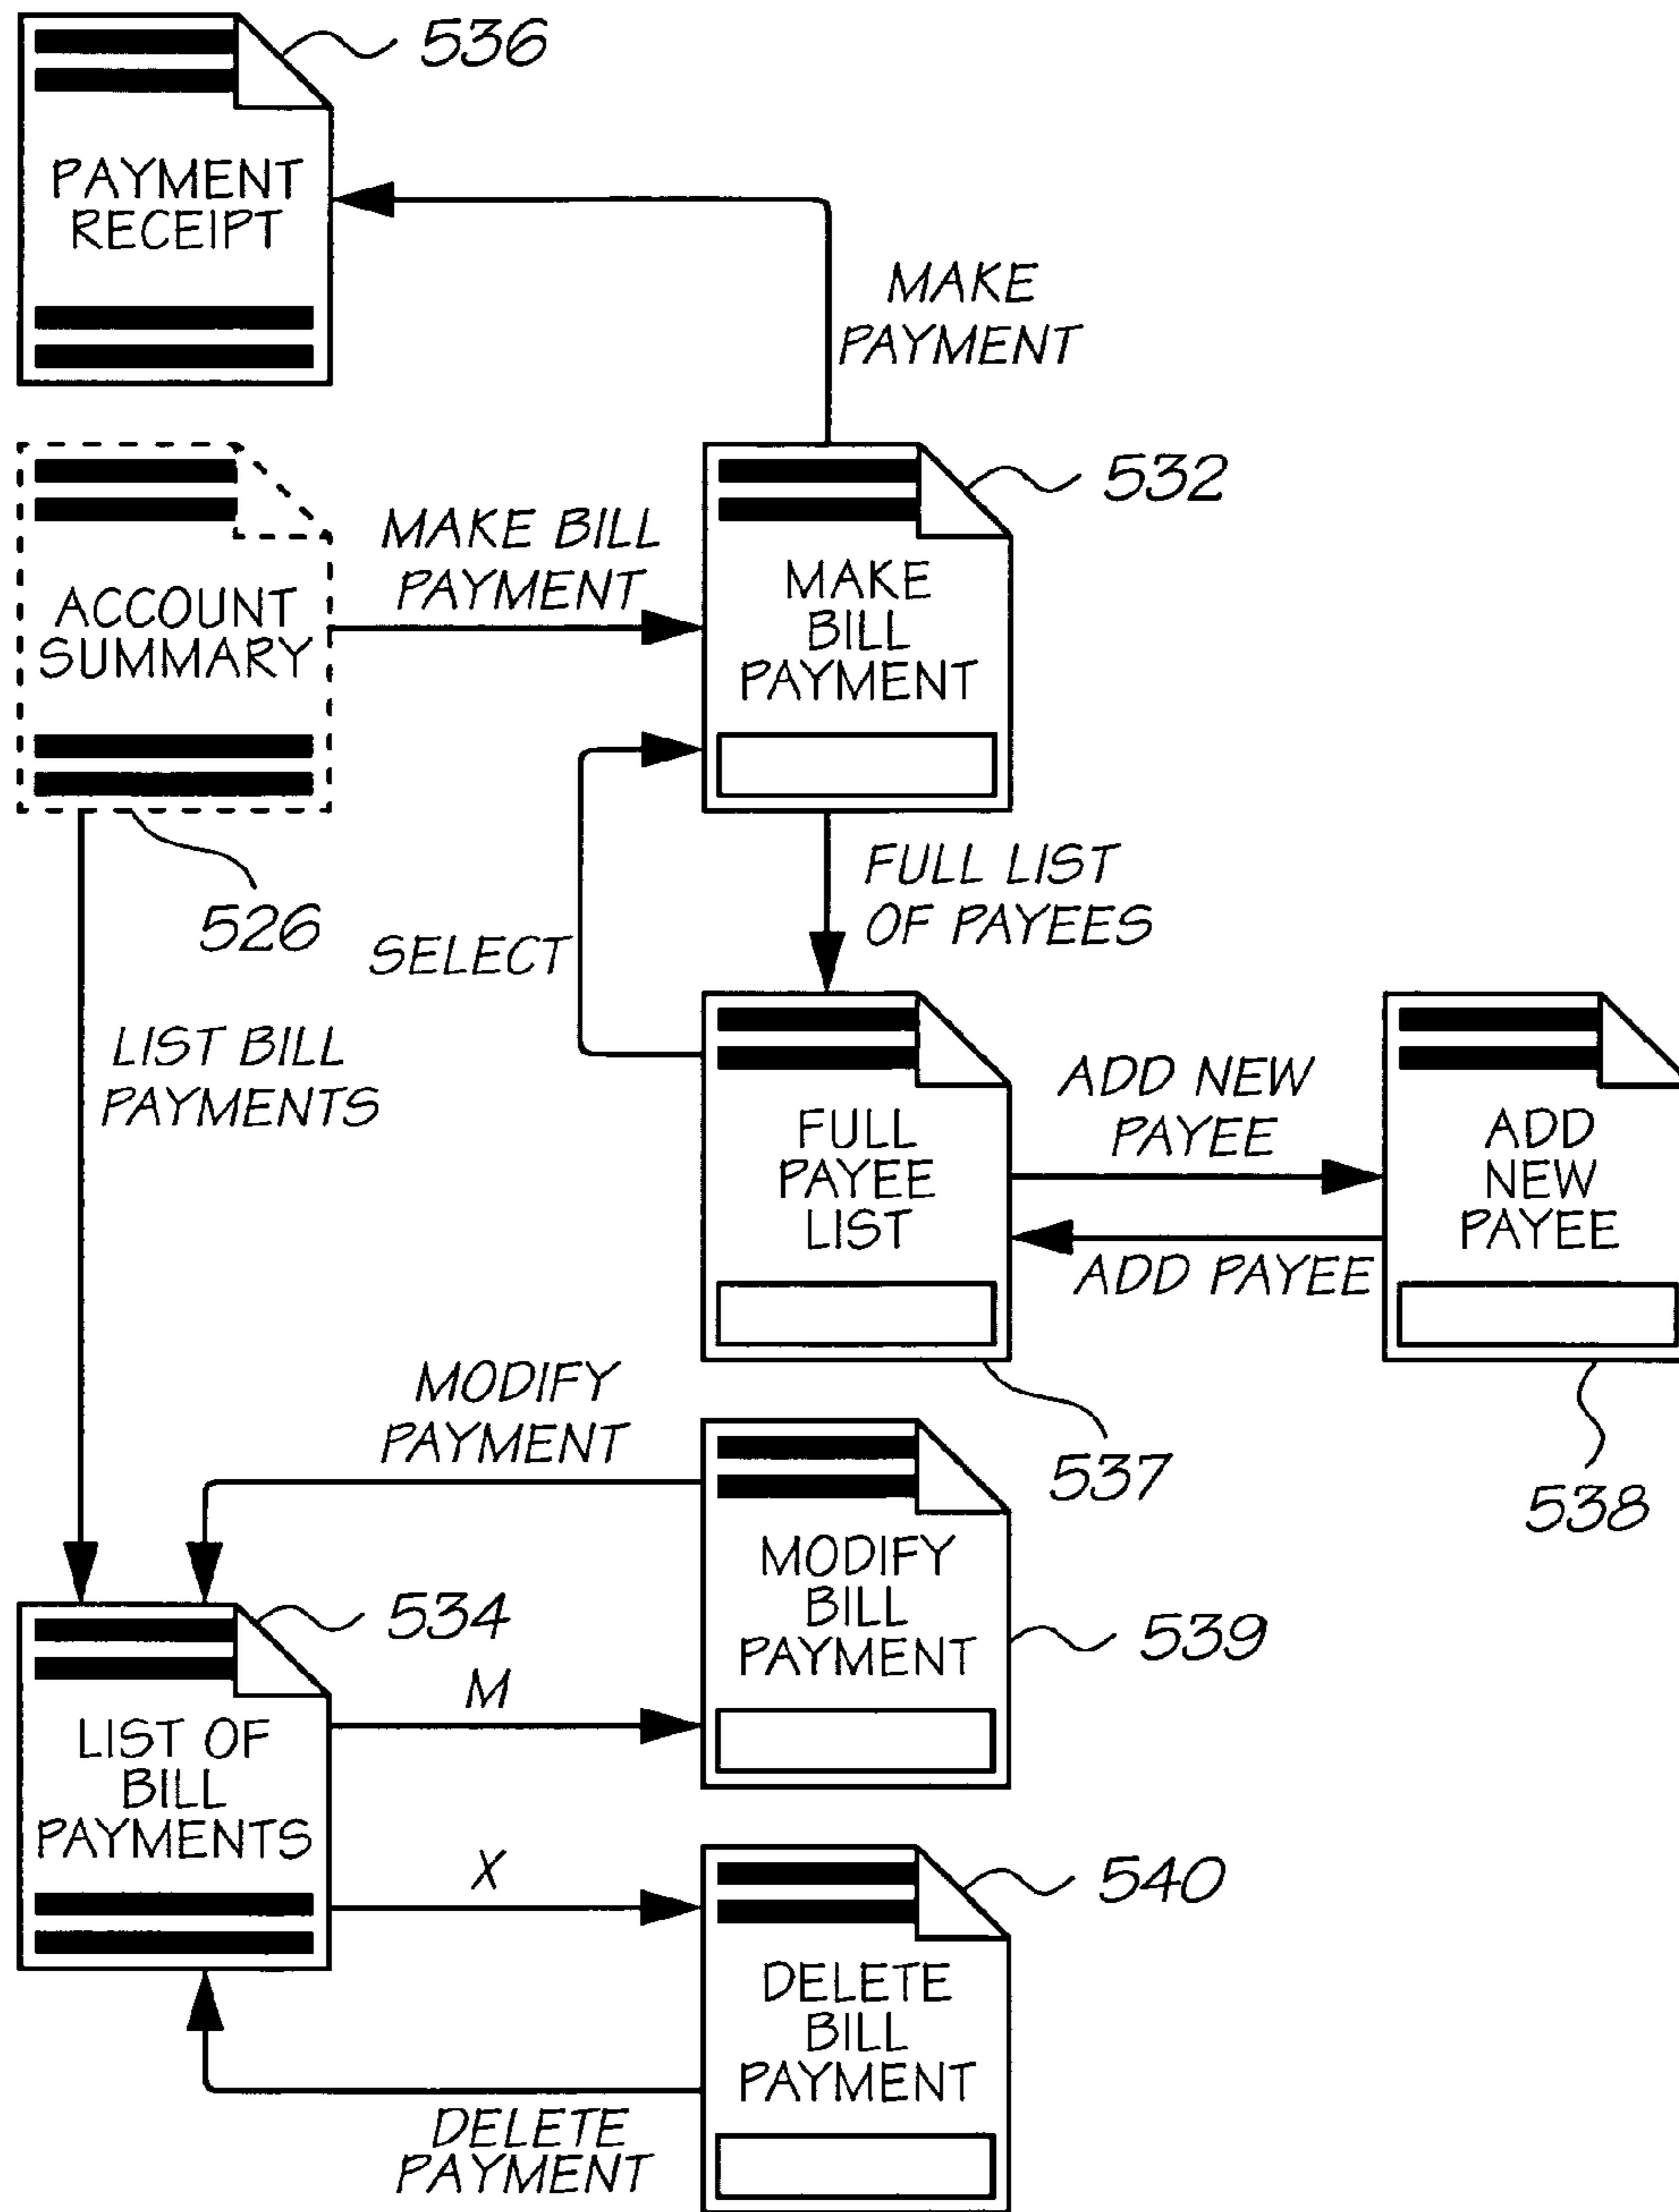 536
PAYMENT
RECEIPT
MAKE
PAYMENT
532
MAKE BILL
PAYMENT
ACCOUNT
SUMMARY
MAKE
BILL
PAYMENT
526
FULL LIST
OF PAYEES
SELECT
LIST BILL
PAYMENTS
FULL
PAYEE
LIST
ADD NEW
PAYEE
ADD
NEW
PAYEE
ADD PAYEE
537
538
MODIFY
PAYMENT
534
MODIFY
BILL
PAYMENT
539
M
LIST OF
BILL
PAYMENTS
X
540
DELETE
BILL
PAYMENT
DELETE
PAYMENT